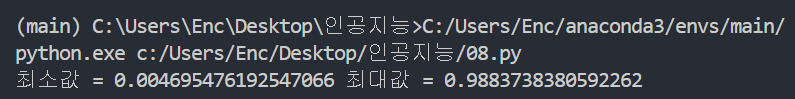 (main) C:\Users\Enc\Desktop\인공지능>C:/Users/Enc/anaconda3/envs/main/
python.exe c:/Users/Enc/Desktop/인공지능/08.py
최소값 = 0.004695476192547066 최대값 = 0.9883738380592262